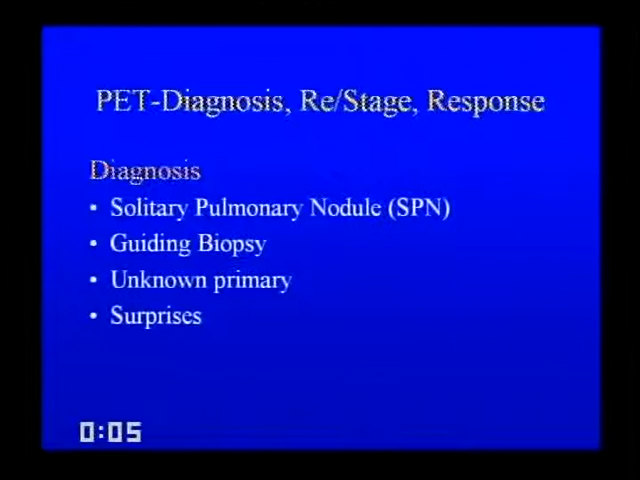 PET-Diagnosis, Re/Stage, Response
Diagnosis
• Solitary Pulmonary Nodule (SPN)
• Guiding Biopsy
• Unknown primary
• Surprises
0:05